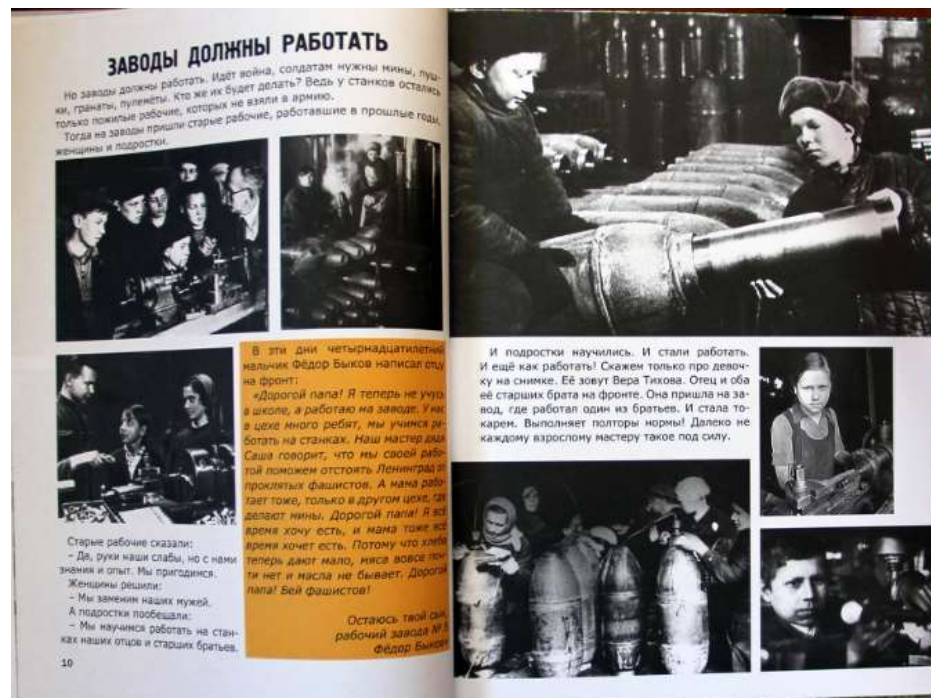 ЗАВОДЫ ДОЛЖНЫ РАБОТАТЬ
Но заводы должны работать. Идёт война, солдатам нужны мины, пуш-
ки, гранаты, пулемёты. Кто же их будет делать? Ведь у станков остались
только пожилые рабочие, которых не взяли в армию.
Тогда на заводы пришли старые рабочие, работавшие в прошлые годы,
женщины и подростки.
В эти дни четырнадцатилетний
мальчик Фёдор Быков написал отцу
на фронт:
«Дорогой папа! Я теперь не учусь
в школе, а работаю на заводе. У нас
в цехе много ребят, мы учимся ра-
ботать на станках. Наш мастер дядя
Саша говорит, что мы своей рабо-
той поможем отстоять Ленинград от
проклятых фашистов. А мама рабо-
тает тоже, только в другом цехе, где
делают мины. Дорогой папа! Я всё
время хочу есть, и мама тоже всё
время хочет есть. Потому что хлеба
теперь дают мало, мяса вовсе поч-
ти нет и масла не бывает. Дорогой
папа! Бей фашистов!
Остаюсь твой сын,
рабочий завода №
Фёдор Быков
Старые рабочие сказали:
– Да, руки наши слабы, но с нами
знания и опыт. Мы пригодимся.
Женщины решили:
– Мы заменим наших мужей.
А подростки пообещали:
– Мы научимся работать на стан-
ках наших отцов и старших братьев.
10
И подростки научились. И стали работать.
И ещё как работать! Скажем только про девоч-
ку на снимке. Её зовут Вера Тихова. Отец и оба
её старших брата на фронте. Она пришла на за-
вод, где работал один из братьев. И стала то-
карем. Выполняет полторы нормы! Далеко не
каждому взрослому мастеру такое под силу.